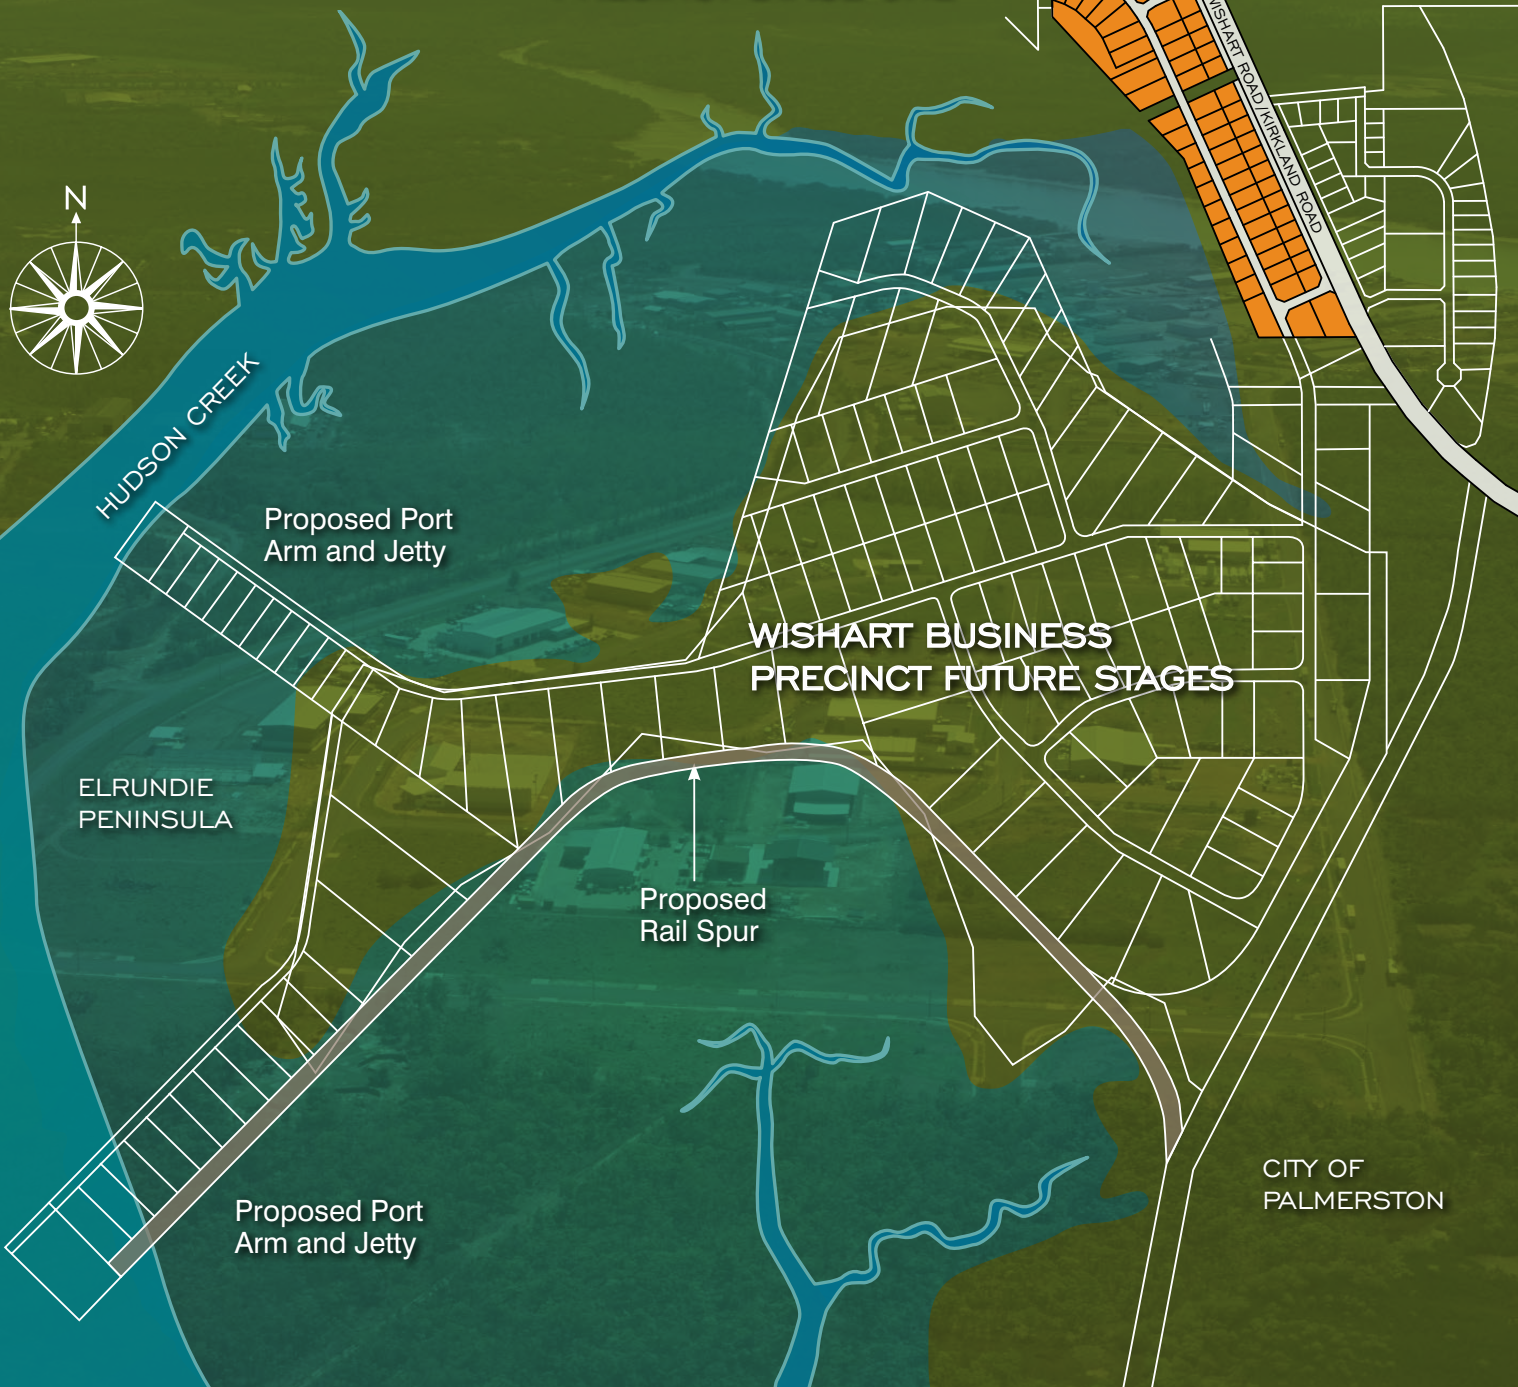 WISHART ROAD/KIRKLAND ROAD
N
HUDSON CREEK
Proposed Port
Arm and Jetty
WISHART BUSINESS
PRECINCT FUTURE STAGES
ELRUNDIE
PENINSULA
Proposed
Rail Spur
CITY OF
PALMERSTON
Proposed Port
Arm and Jetty